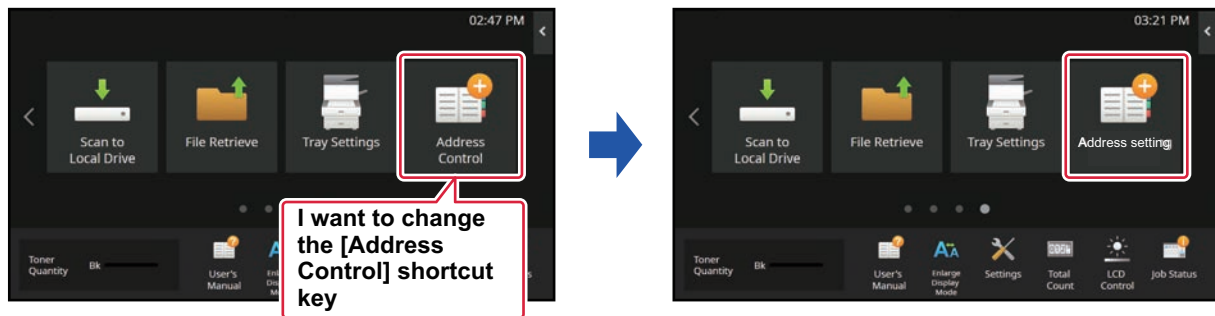 02:47 PM
Scan to
Local Drive
File Retrieve
Tray Settings
Address
Control
I want to change
the [Address
Control] shortcut
key
Toner
Quantity
Bk
User's
Manual
03:21 PM
Scan to
Local Drive
File Retrieve
Tray Settings
Address setting
Toner
Quantity
Bk
User's
Manual
Enlarge
Display
Mode
Settings
Total
Count
LCD
Control
Job Status